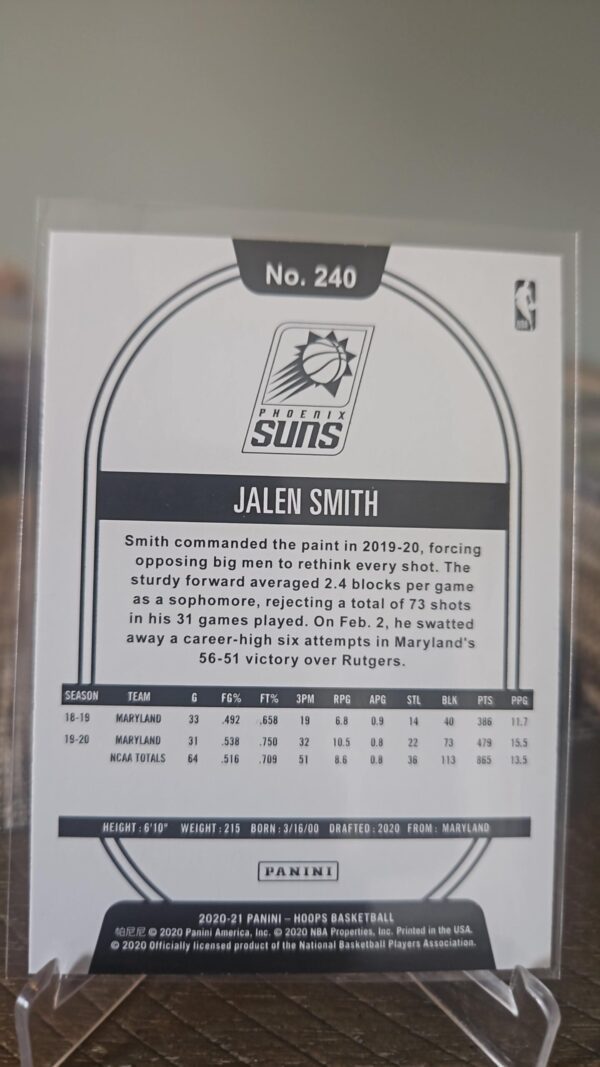 No. 240
PHOENIX
SUNS
JALEN SMITH
Smith commanded the paint in 2019-20, forcing
opposing big men to rethink every shot. The
sturdy forward averaged 2.4 blocks per game
as a sophomore, rejecting a total of 73 shots
in his 31 games played. On Feb. 2, he swatted
away a career-high six attempts in Maryland's
56-51 victory over Rutgers.
SEASON TEAM G FG% FT% 3PM RPG APG STL BLK PTS PPG
18-19 MARYLAND 33 .492 .658 19 6.8 0.9 14 40 386 11.7
19-20 MARYLAND 31 .538 .750 32 10.5 0.8 22 73 479 15.5
NCAA TOTALS 64 .516 .709 51 8.6 0.8 36 113 865 13.5
HEIGHT: 6'10" WEIGHT: 215 BORN: 3/16/00 DRAFTED: 2020 FROM: MARYLAND
PANINI
2020-21 PANINI – HOOPS BASKETBALL
帕尼尼 © 2020 Panini America, Inc. © 2020 NBA Properties, Inc. Printed in the USA.
© 2020 Officially licensed product of the National Basketball Players Association.